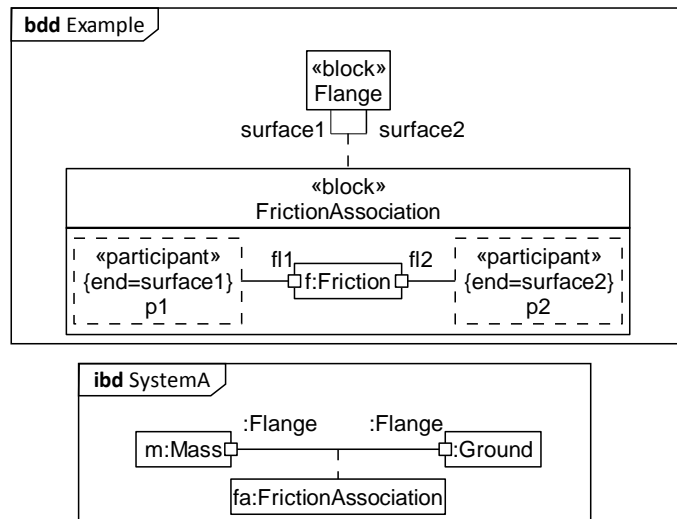 bdd Example
«block»
Flange
surface1 surface2
«block»
FrictionAssociation
«participant»
{end=surface1}
p1
fl1
f:Friction
fl2
«participant»
{end=surface2}
p2
ibd SystemA
:Flange :Flange
m:Mass :Ground
fa:FrictionAssociation